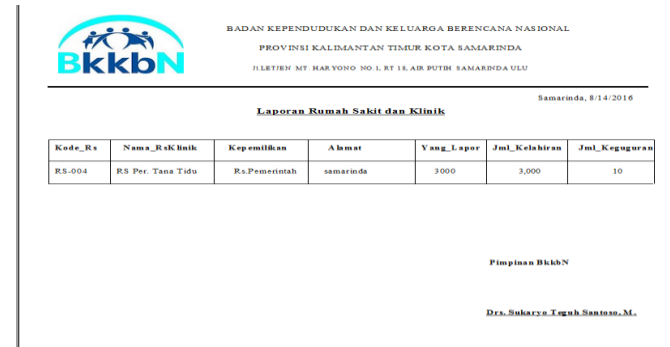 BADAN KEPENDUDUKAN DAN KELUARGA BERENCANA NASIONAL
PROVINSI KALIMANTAN TIMUR KOTA SAMARINDA
JLLETJEN MT. HARYONO NO.1, RT 18, AIR PUTIH SAMARINDA ULU
BkkbN
Samarinda, 8/14/2016
Laporan Rumah Sakit dan Klinik
Kode_Rs Nama_RsKlinik Kepemilikan Alamat Yang_Lapor Jml_Kelahiran Jml_Keguguran
RS-004 RS Per. Tana Tidu Rs.Pemerintah samarinda 3000 3,000 10
Pimpinan BkkbN
Drs. Sukaryo Teguh Santoso, M.